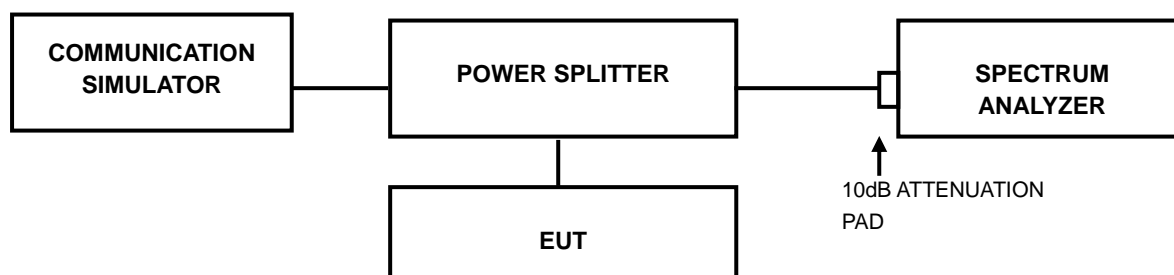 COMMUNICATION
SIMULATOR
POWER SPLITTER
SPECTRUM
ANALYZER
10dB ATTENUATION
PAD
EUT